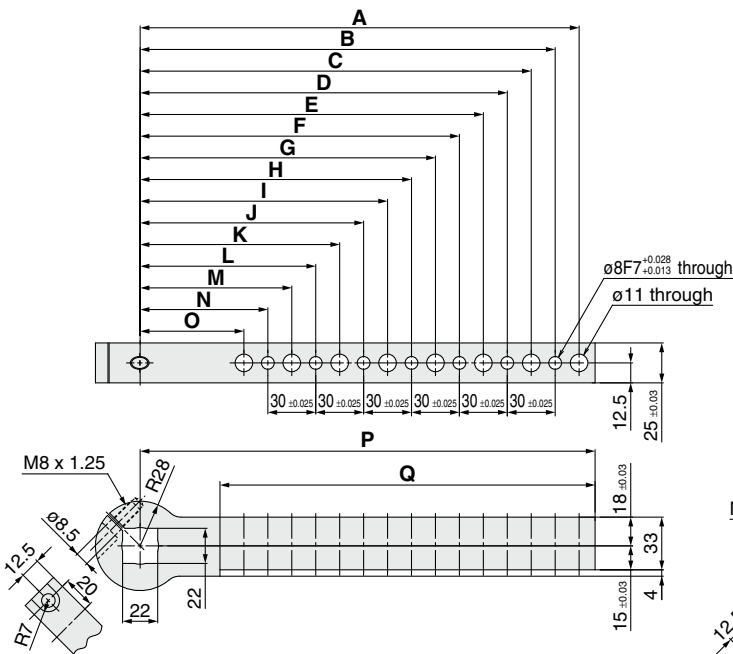 A
B
C
D
E
F
G
H
I
J
K
L
M
N
O
ø8F7 +0.028 +0.013 through
ø11 through
30 ±0.025 30 ±0.025 30 ±0.025 30 ±0.025 30 ±0.025 30 ±0.025
12.5
25 ±0.03
P
Q
M8 x 1.25
R28
18 ±0.03
ø8.5
12.5
20
R7
22
22
33
4
15 ±0.03